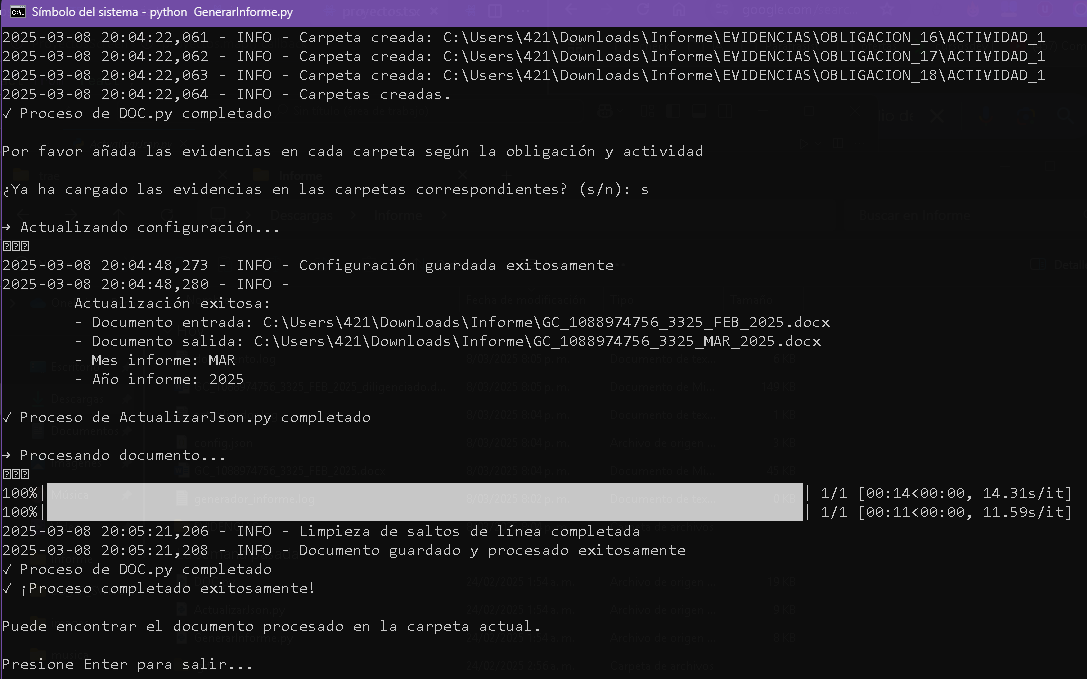 Símbolo del sistema - python GenerarInforme.py
2025-03-08 20:04:22,061 - INFO - Carpeta creada: C:\Users\421\Downloads\Informe\EVIDENCIAS\OBLIGACION_16\ACTIVIDAD_1
2025-03-08 20:04:22,062 - INFO - Carpeta creada: C:\Users\421\Downloads\Informe\EVIDENCIAS\OBLIGACION_17\ACTIVIDAD_1
2025-03-08 20:04:22,063 - INFO - Carpeta creada: C:\Users\421\Downloads\Informe\EVIDENCIAS\OBLIGACION_18\ACTIVIDAD_1
2025-03-08 20:04:22,064 - INFO - Carpetas creadas.
✓ Proceso de DOC.py completado
Por favor añada las evidencias en cada carpeta según la obligación y actividad
¿Ya ha cargado las evidencias en las carpetas correspondientes? (s/n): s
→ Actualizando configuración...
2025-03-08 20:04:48,273 - INFO - Configuración guardada exitosamente
2025-03-08 20:04:48,280 - INFO -
Actualización exitosa:
- Documento entrada: C:\Users\421\Downloads\Informe\GC_1088974756_3325_FEB_2025.docx
- Documento salida: C:\Users\421\Downloads\Informe\GC_1088974756_3325_MAR_2025.docx
- Mes informe: MAR
- Año informe: 2025
✓ Proceso de ActualizarJson.py completado
→ Procesando documento...
100%| | 1/1 [00:14<00:00, 14.31s/it]
100%| | 1/1 [00:11<00:00, 11.59s/it]
2025-03-08 20:05:21,206 - INFO - Limpieza de saltos de línea completada
2025-03-08 20:05:21,208 - INFO - Documento guardado y procesado exitosamente
✓ Proceso de DOC.py completado
✓ ¡Proceso completado exitosamente!
Puede encontrar el documento procesado en la carpeta actual.
Presione Enter para salir...